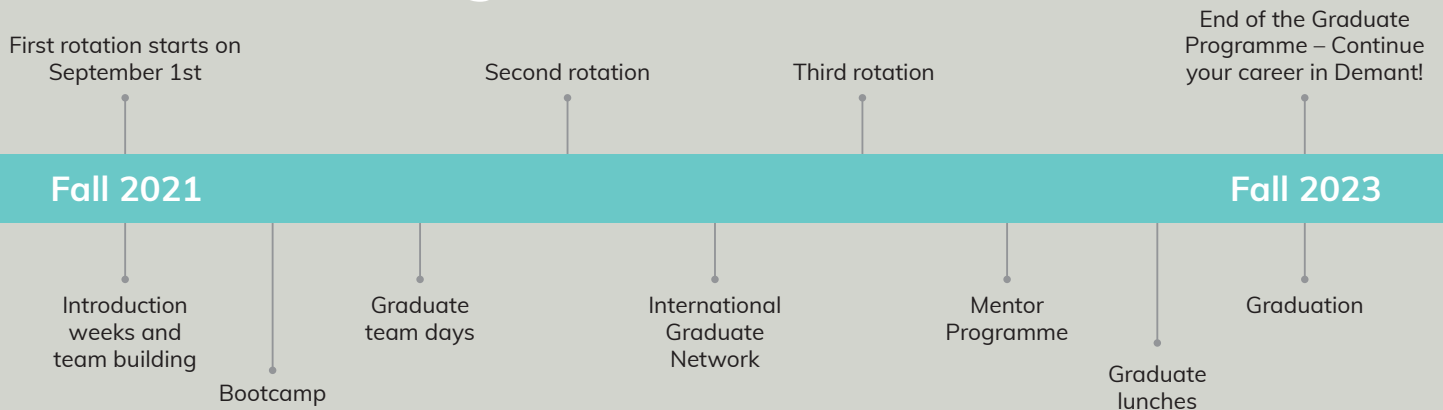 First rotation starts on
September 1st
Second rotation
Third rotation
End of the Graduate
Programme – Continue
your career in Demant!
Fall 2021
Fall 2023
Introduction
weeks and
team building
Bootcamp
Graduate
team days
International
Graduate
Network
Mentor
Programme
Graduate
lunches
Graduation